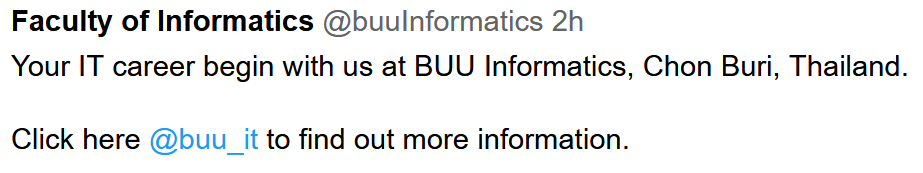 Faculty of Informatics @buuInformatics 2h
Your IT career begin with us at BUU Informatics, Chon Buri, Thailand.
Click here @buu_it to find out more information.